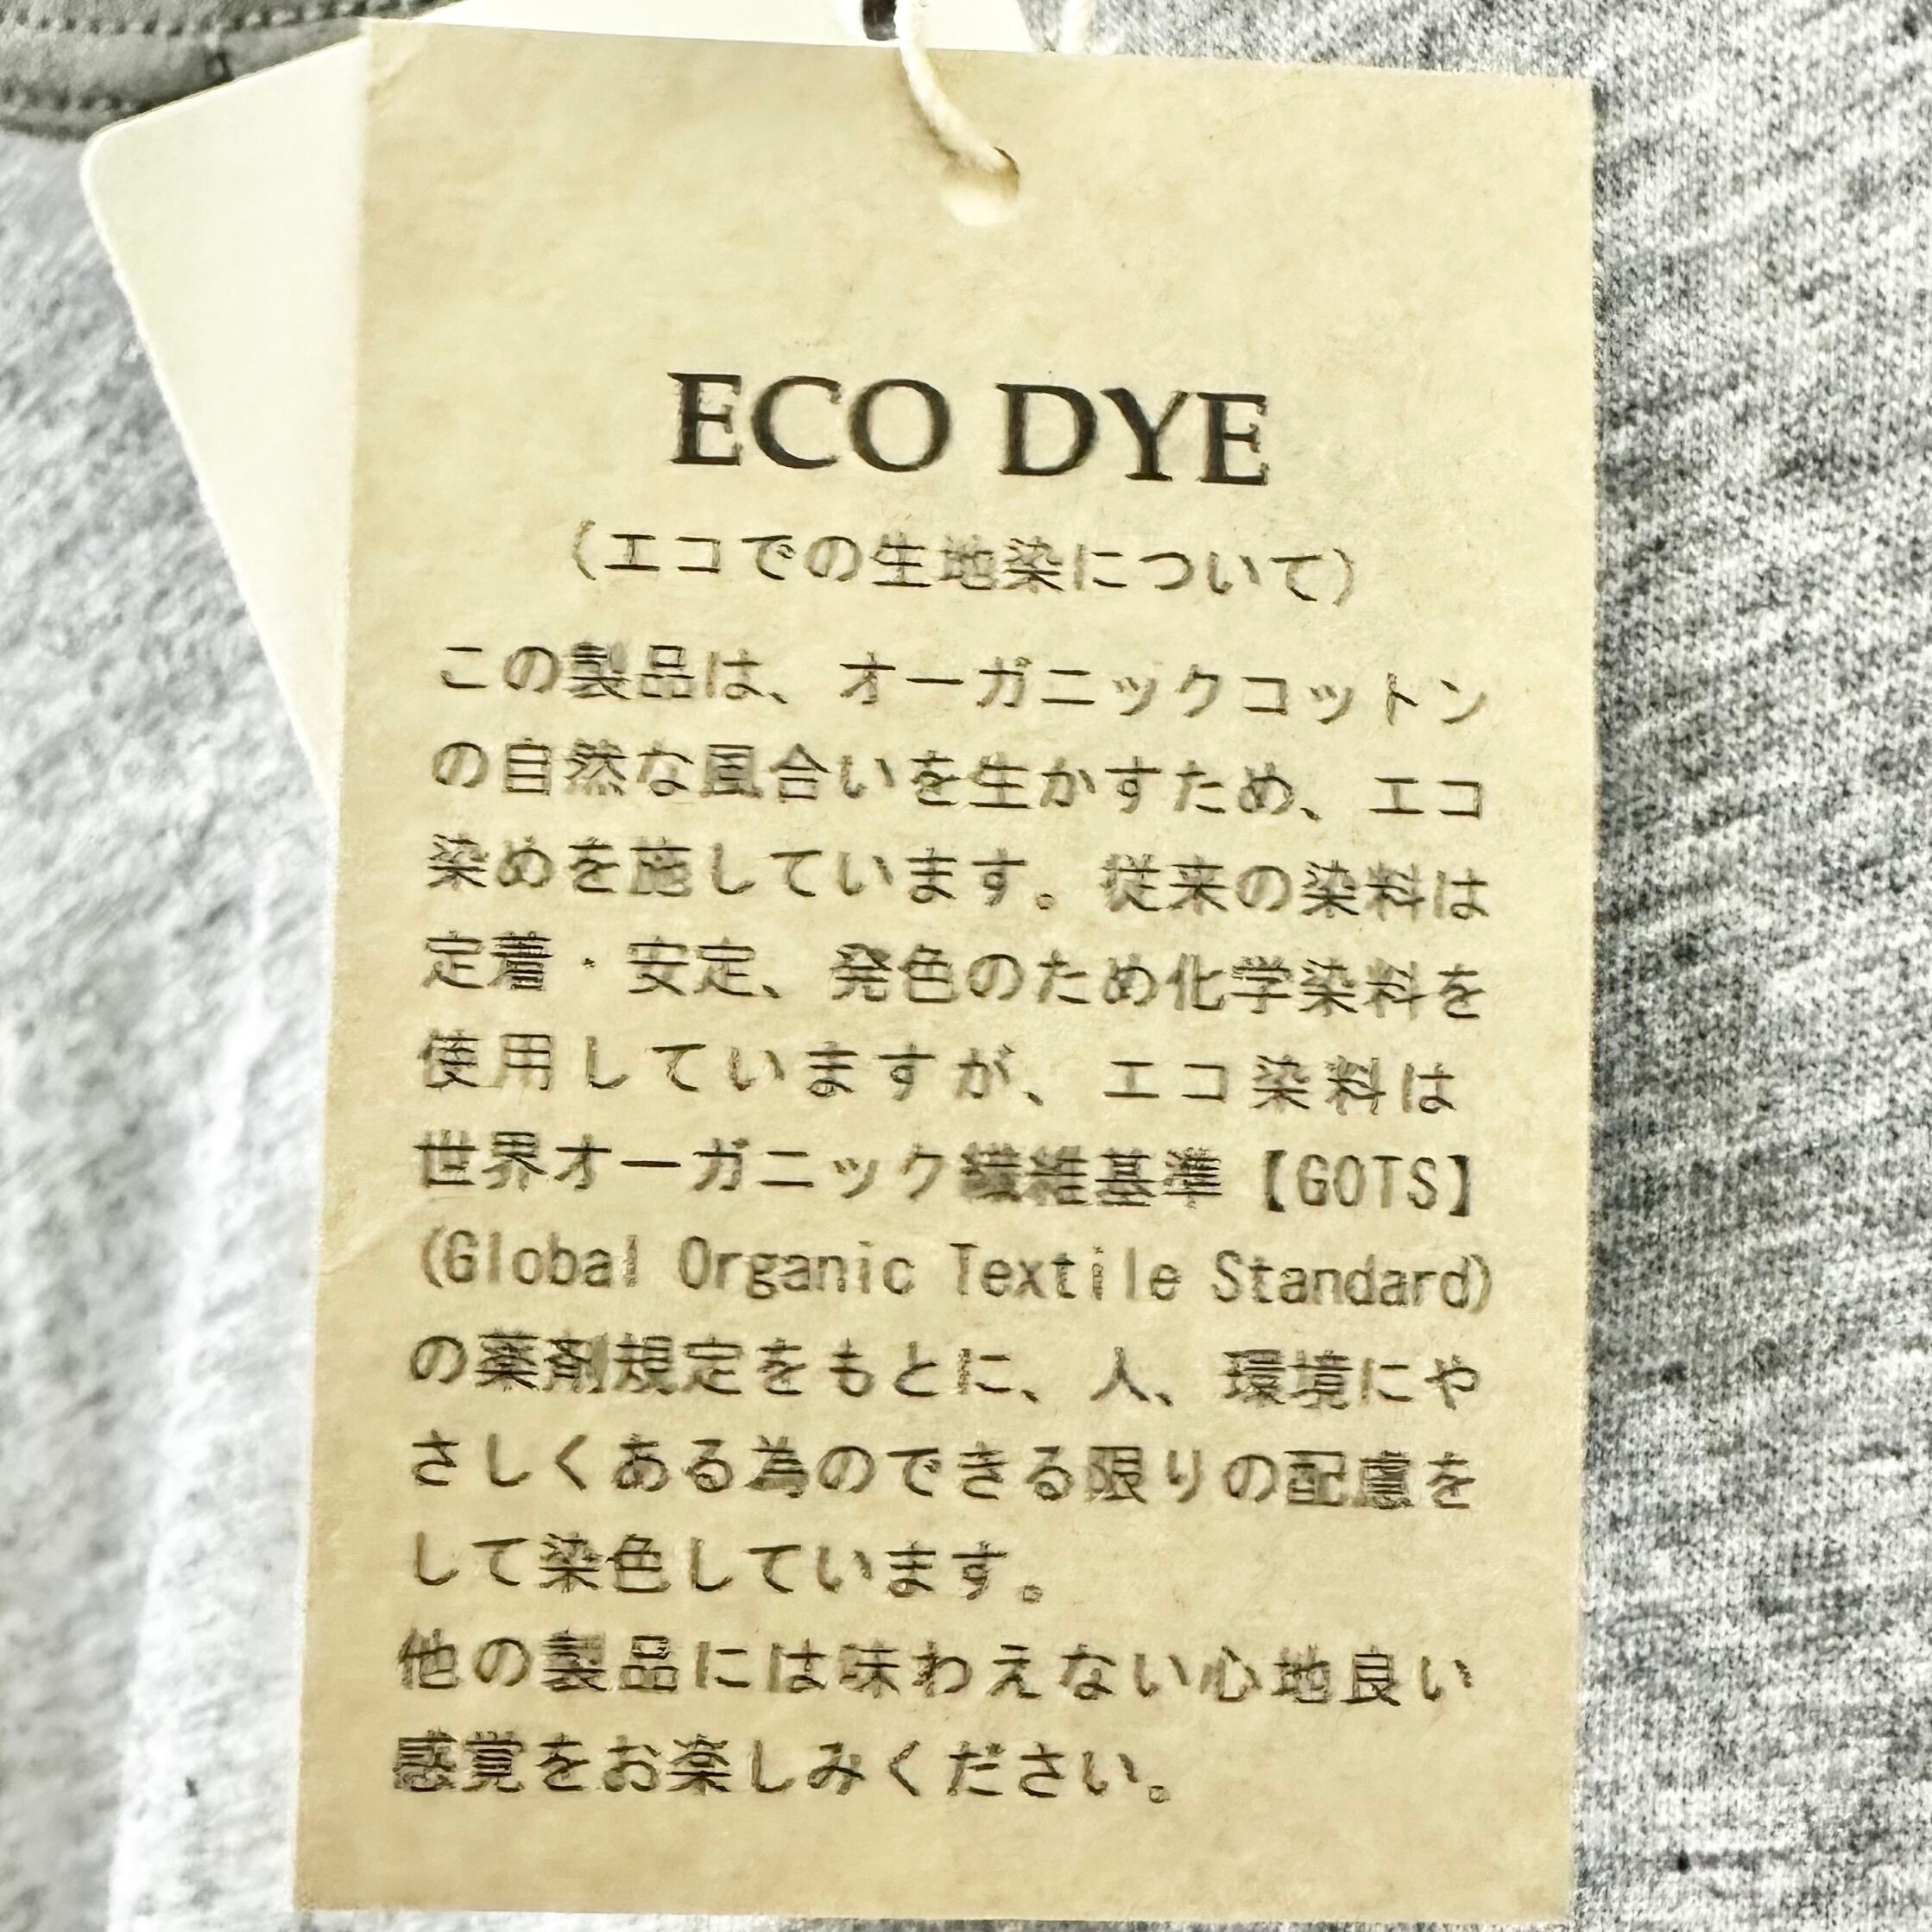 ECO DYE
(エコでの生地染について)
この製品は、オーガニックコットン
の自然な風合いを生かすため、エコ
染めを施しています。従来の染料は
定着・安定、発色のため化学染料を
使用していますが、エコ染料は
世界オーガニック繊維基準【GOTS】
(Global Organic Textile Standard)
の薬剤規定をもとに、人、環境にや
さしくある為のできる限りの配慮を
して染色しています。
他の製品には味わえない心地良い
感覚をお楽しみください。